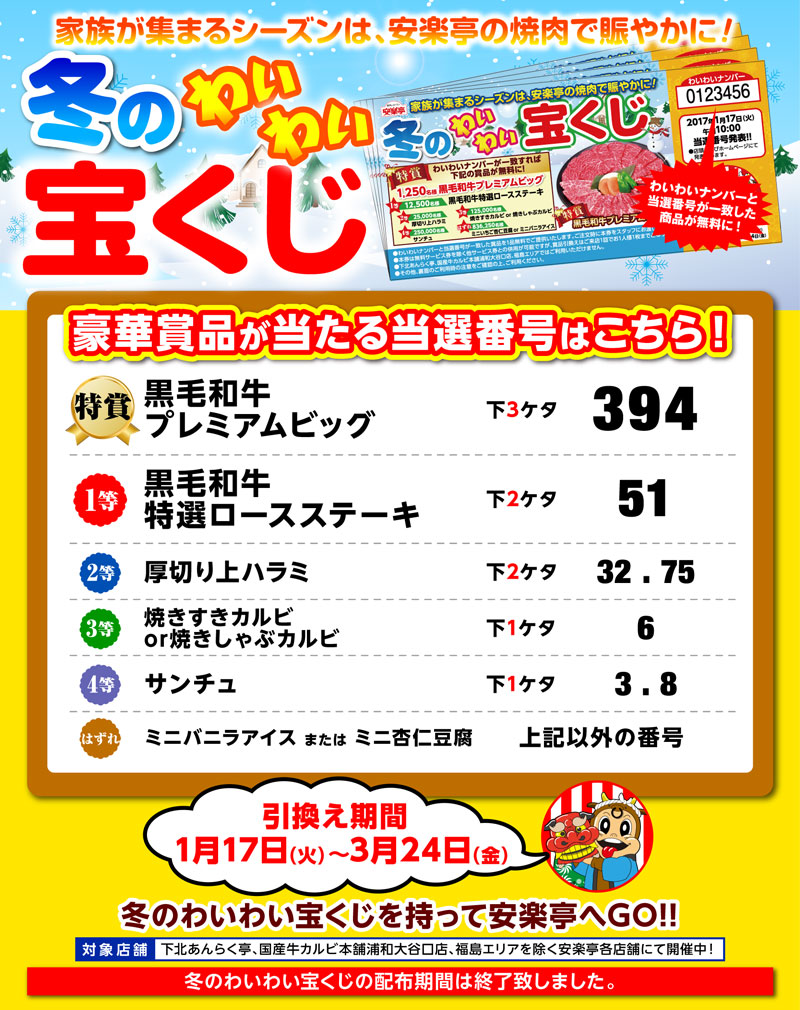 家族が集まるシーズンは、安楽亭の焼肉で賑やかに！
冬のわいわい
宝くじ
安楽亭
家族が集まるシーズンは、安楽亭の焼肉で賑やかに！
冬のわいわい宝くじ
わいわいナンバー
0123456
2017年1月17日(火)
10:00
当選番号発表!!
わいわいナンバーが一致すれば
下記の賞品が無料に！
特賞
1,250名様 黒毛和牛プレミアムビッグ
12,500名様
黒毛和牛特選ロースステーキ
25,000名様
厚切り上ハラミ
125,000名様
焼きすきカルビ or 焼きしゃぶカルビ
250,000名様
サンチュ
836,250名様
ミニいちご杏仁豆腐 or ミニバニラアイス
特賞
黒毛和牛プレミア
わいわいナンバーと
当選番号が一致した
商品が無料に！
豪華賞品が当たる当選番号はこちら！
特賞 黒毛和牛
プレミアムビッグ 下3ケタ 394
1等 黒毛和牛
特選ロースステーキ 下2ケタ 51
2等 厚切り上ハラミ 下2ケタ 32 . 75
3等 焼きすきカルビ
or焼きしゃぶカルビ 下1ケタ 6
4等 サンチュ 下1ケタ 3 . 8
はずれ ミニバニラアイス または ミニ杏仁豆腐 上記以外の番号
引換え期間
1月17日(火)〜3月24日(金)
冬のわいわい宝くじを持って安楽亭へGO!!
対象店舗 下北あんらく亭、国産牛カルビ本舗浦和大谷口店、福島エリアを除く安楽亭各店舗にて開催中！
冬のわいわい宝くじの配布期間は終了致しました。